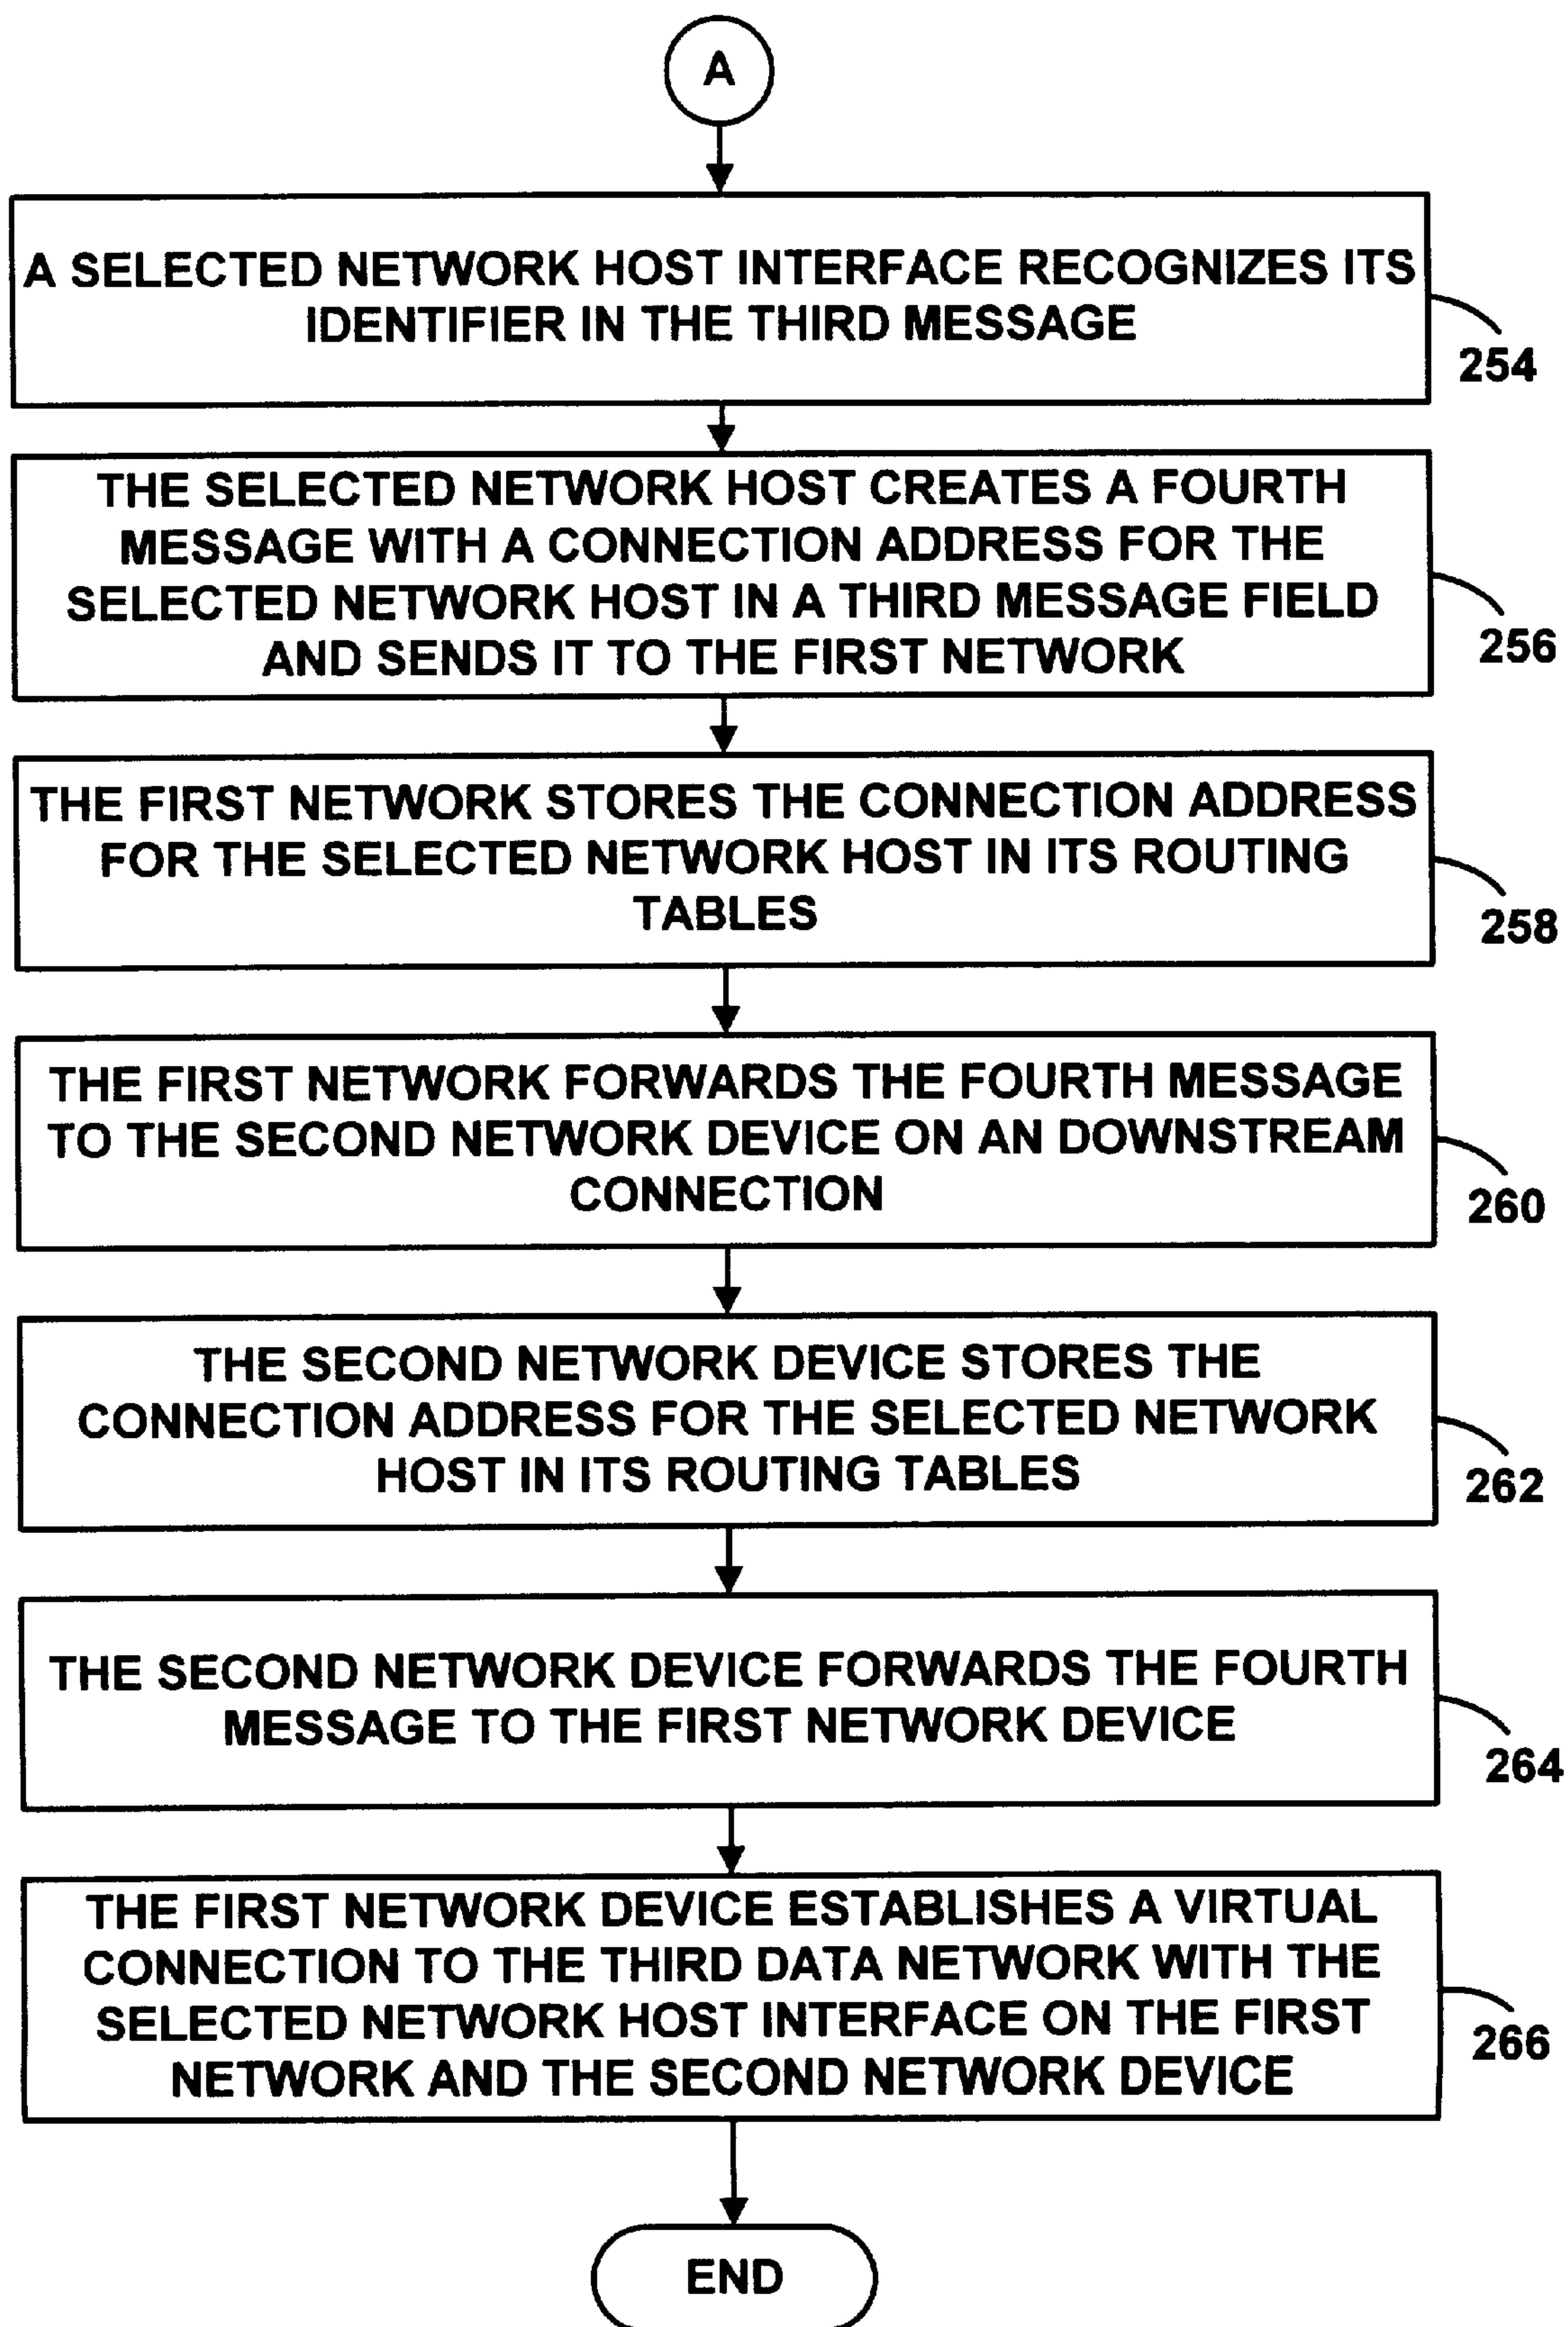 A
A SELECTED NETWORK HOST INTERFACE RECOGNIZES ITS
IDENTIFIER IN THE THIRD MESSAGE
254
THE SELECTED NETWORK HOST CREATES A FOURTH
MESSAGE WITH A CONNECTION ADDRESS FOR THE
SELECTED NETWORK HOST IN A THIRD MESSAGE FIELD
AND SENDS IT TO THE FIRST NETWORK
256
THE FIRST NETWORK STORES THE CONNECTION ADDRESS
FOR THE SELECTED NETWORK HOST IN ITS ROUTING
TABLES
258
THE FIRST NETWORK FORWARDS THE FOURTH MESSAGE
TO THE SECOND NETWORK DEVICE ON AN DOWNSTREAM
CONNECTION
260
THE SECOND NETWORK DEVICE STORES THE
CONNECTION ADDRESS FOR THE SELECTED NETWORK
HOST IN ITS ROUTING TABLES
262
THE SECOND NETWORK DEVICE FORWARDS THE FOURTH
MESSAGE TO THE FIRST NETWORK DEVICE
264
THE FIRST NETWORK DEVICE ESTABLISHES A VIRTUAL
CONNECTION TO THE THIRD DATA NETWORK WITH THE
SELECTED NETWORK HOST INTERFACE ON THE FIRST
NETWORK AND THE SECOND NETWORK DEVICE
266
END